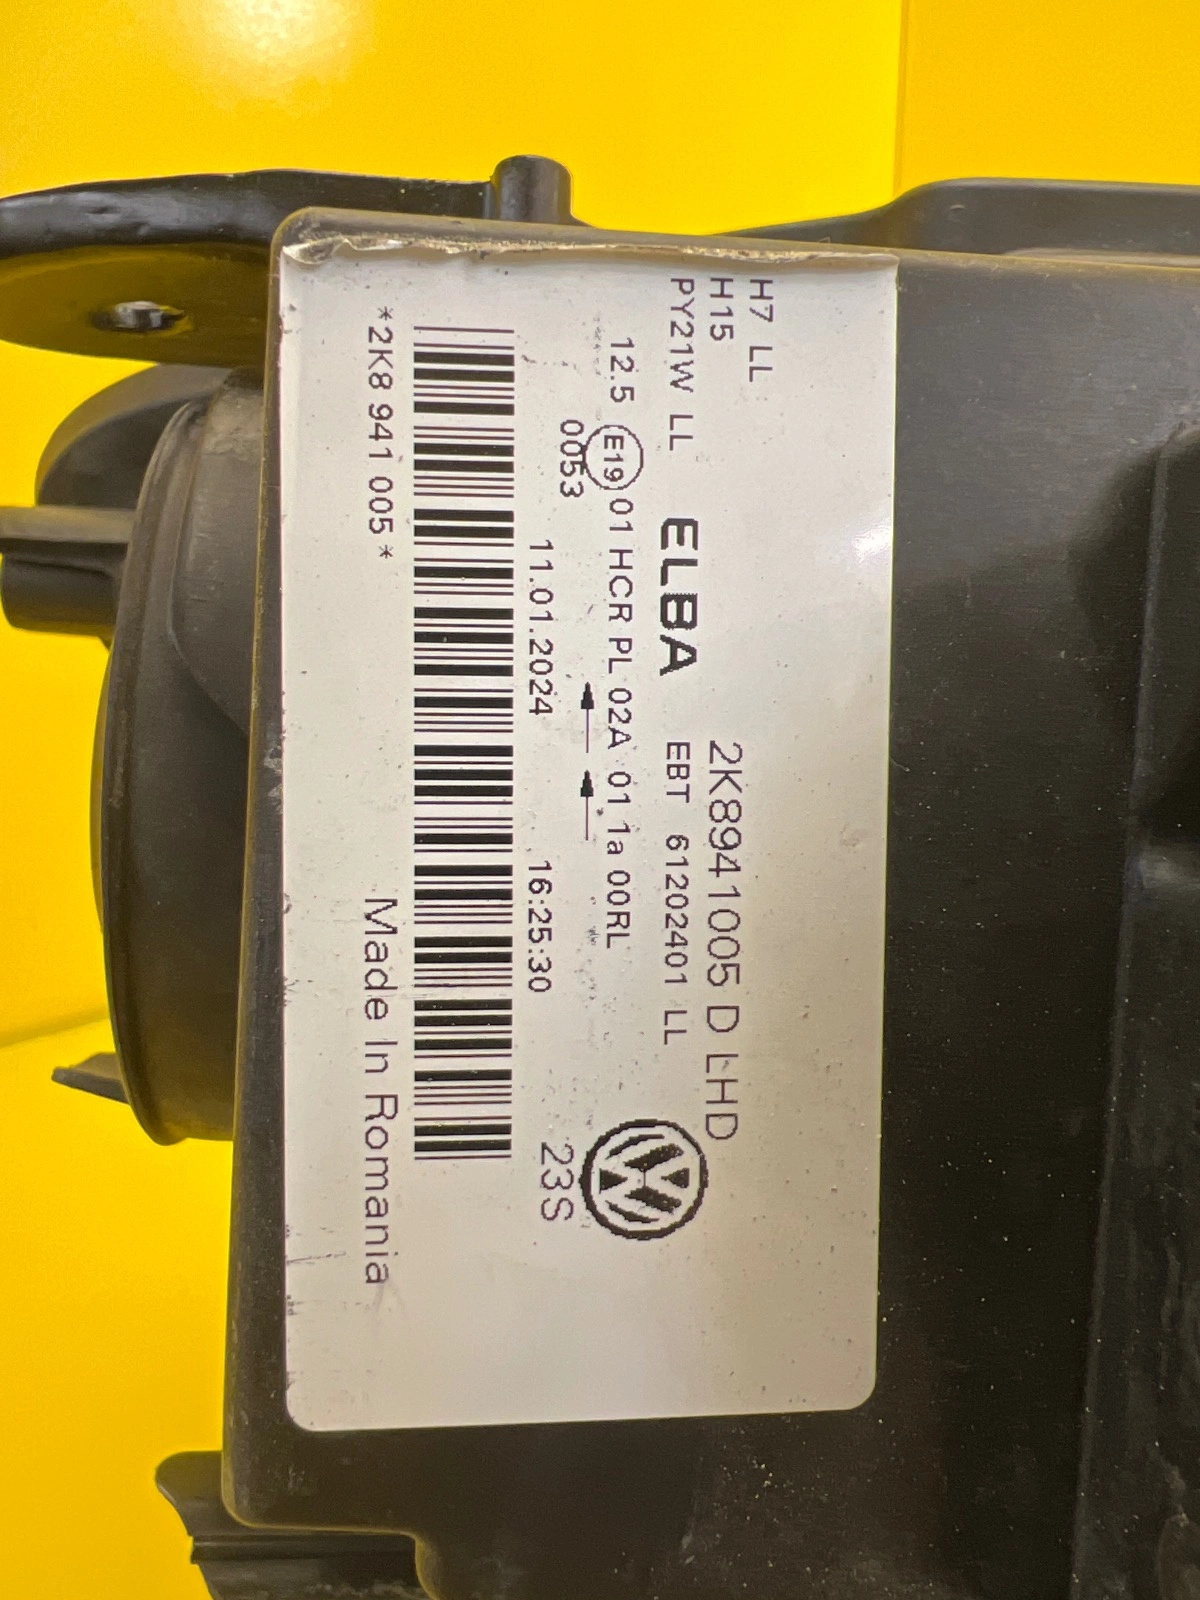 H7 LL
H15 2K8941005 D LHD
PY21W LL ELBA EBT 61202401 LL
12.5 E19 01 HCR PL 02A 01 1a 00RL
0053
11.01.2024 16:25:30 23S
*2K8 941 005* Made In Romania